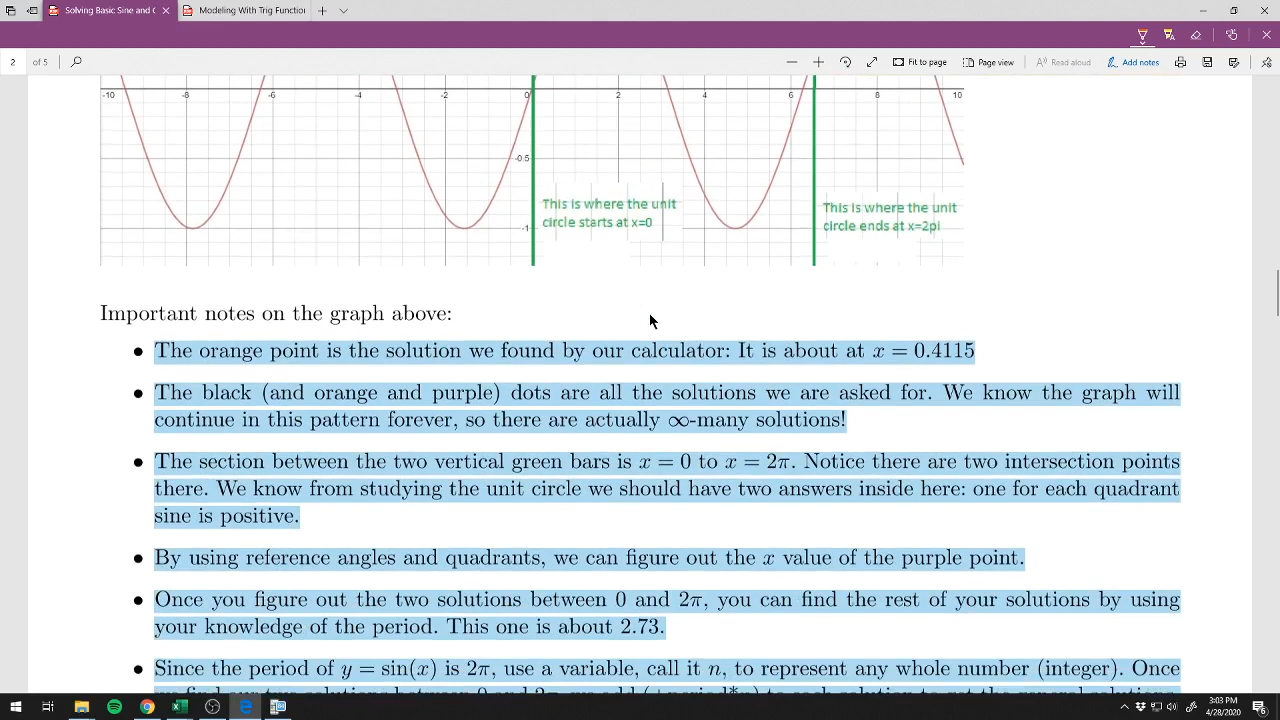 Solving Basic Sine and C
Modeling With Trig Function
2 of 5
Fit to page
Page view
Read aloud
Add notes
-10 -8 -6 -4 -2 0 2 4 6 8 10
-0.5
-1
This is where the unit
circle starts at x=0
This is where the unit
circle ends at x=2pi
Important notes on the graph above:
• The orange point is the solution we found by our calculator: It is about at x = 0.4115
• The black (and orange and purple) dots are all the solutions we are asked for. We know the graph will
continue in this pattern forever, so there are actually ∞-many solutions!
• The section between the two vertical green bars is x = 0 to x = 2π. Notice there are two intersection points
there. We know from studying the unit circle we should have two answers inside here: one for each quadrant
sine is positive.
• By using reference angles and quadrants, we can figure out the x value of the purple point.
• Once you figure out the two solutions between 0 and 2π, you can find the rest of your solutions by using
your knowledge of the period. This one is about 2.73.
• Since the period of y = sin(x) is 2π, use a variable, call it n, to represent any whole number (integer). Once
3:03 PM
4/28/2020